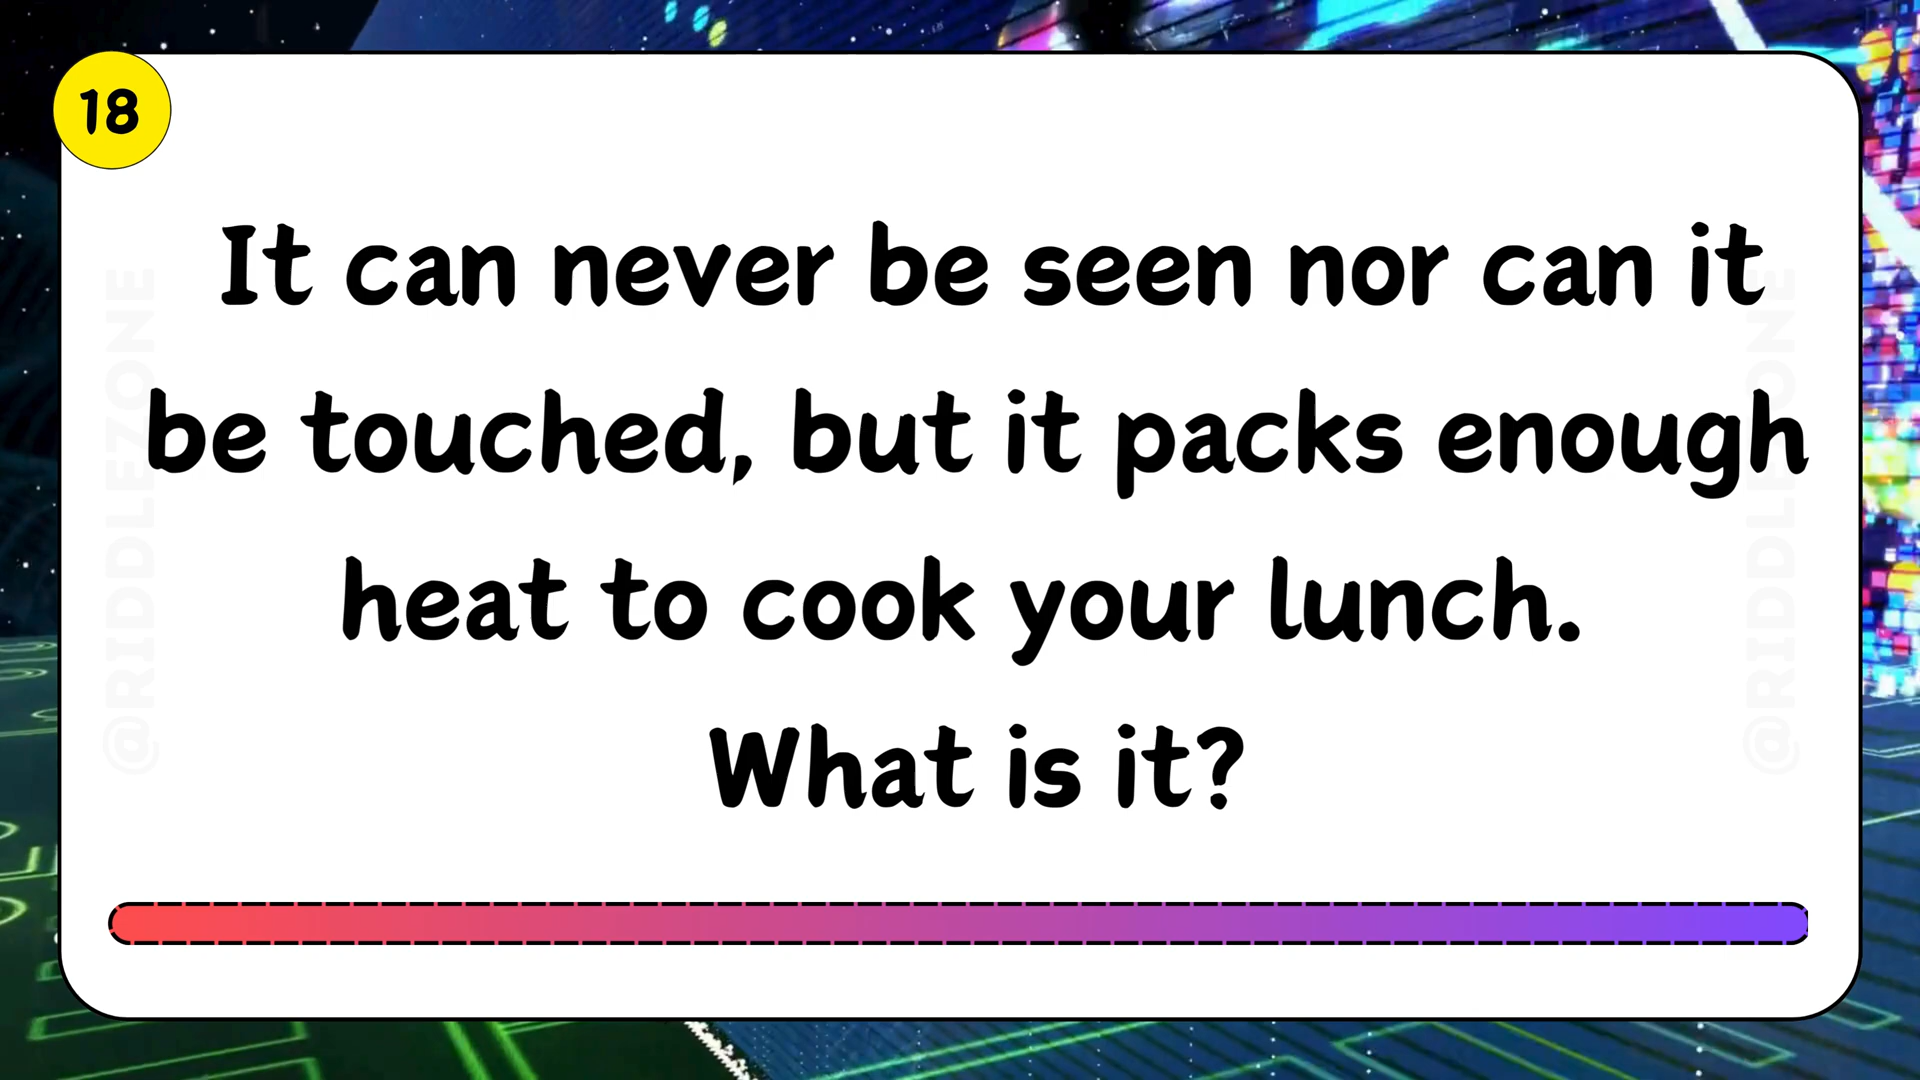 18
It can never be seen nor can it
be touched, but it packs enough
heat to cook your lunch.
What is it?
@RIDDLEZONE
@RIDDLEZONE